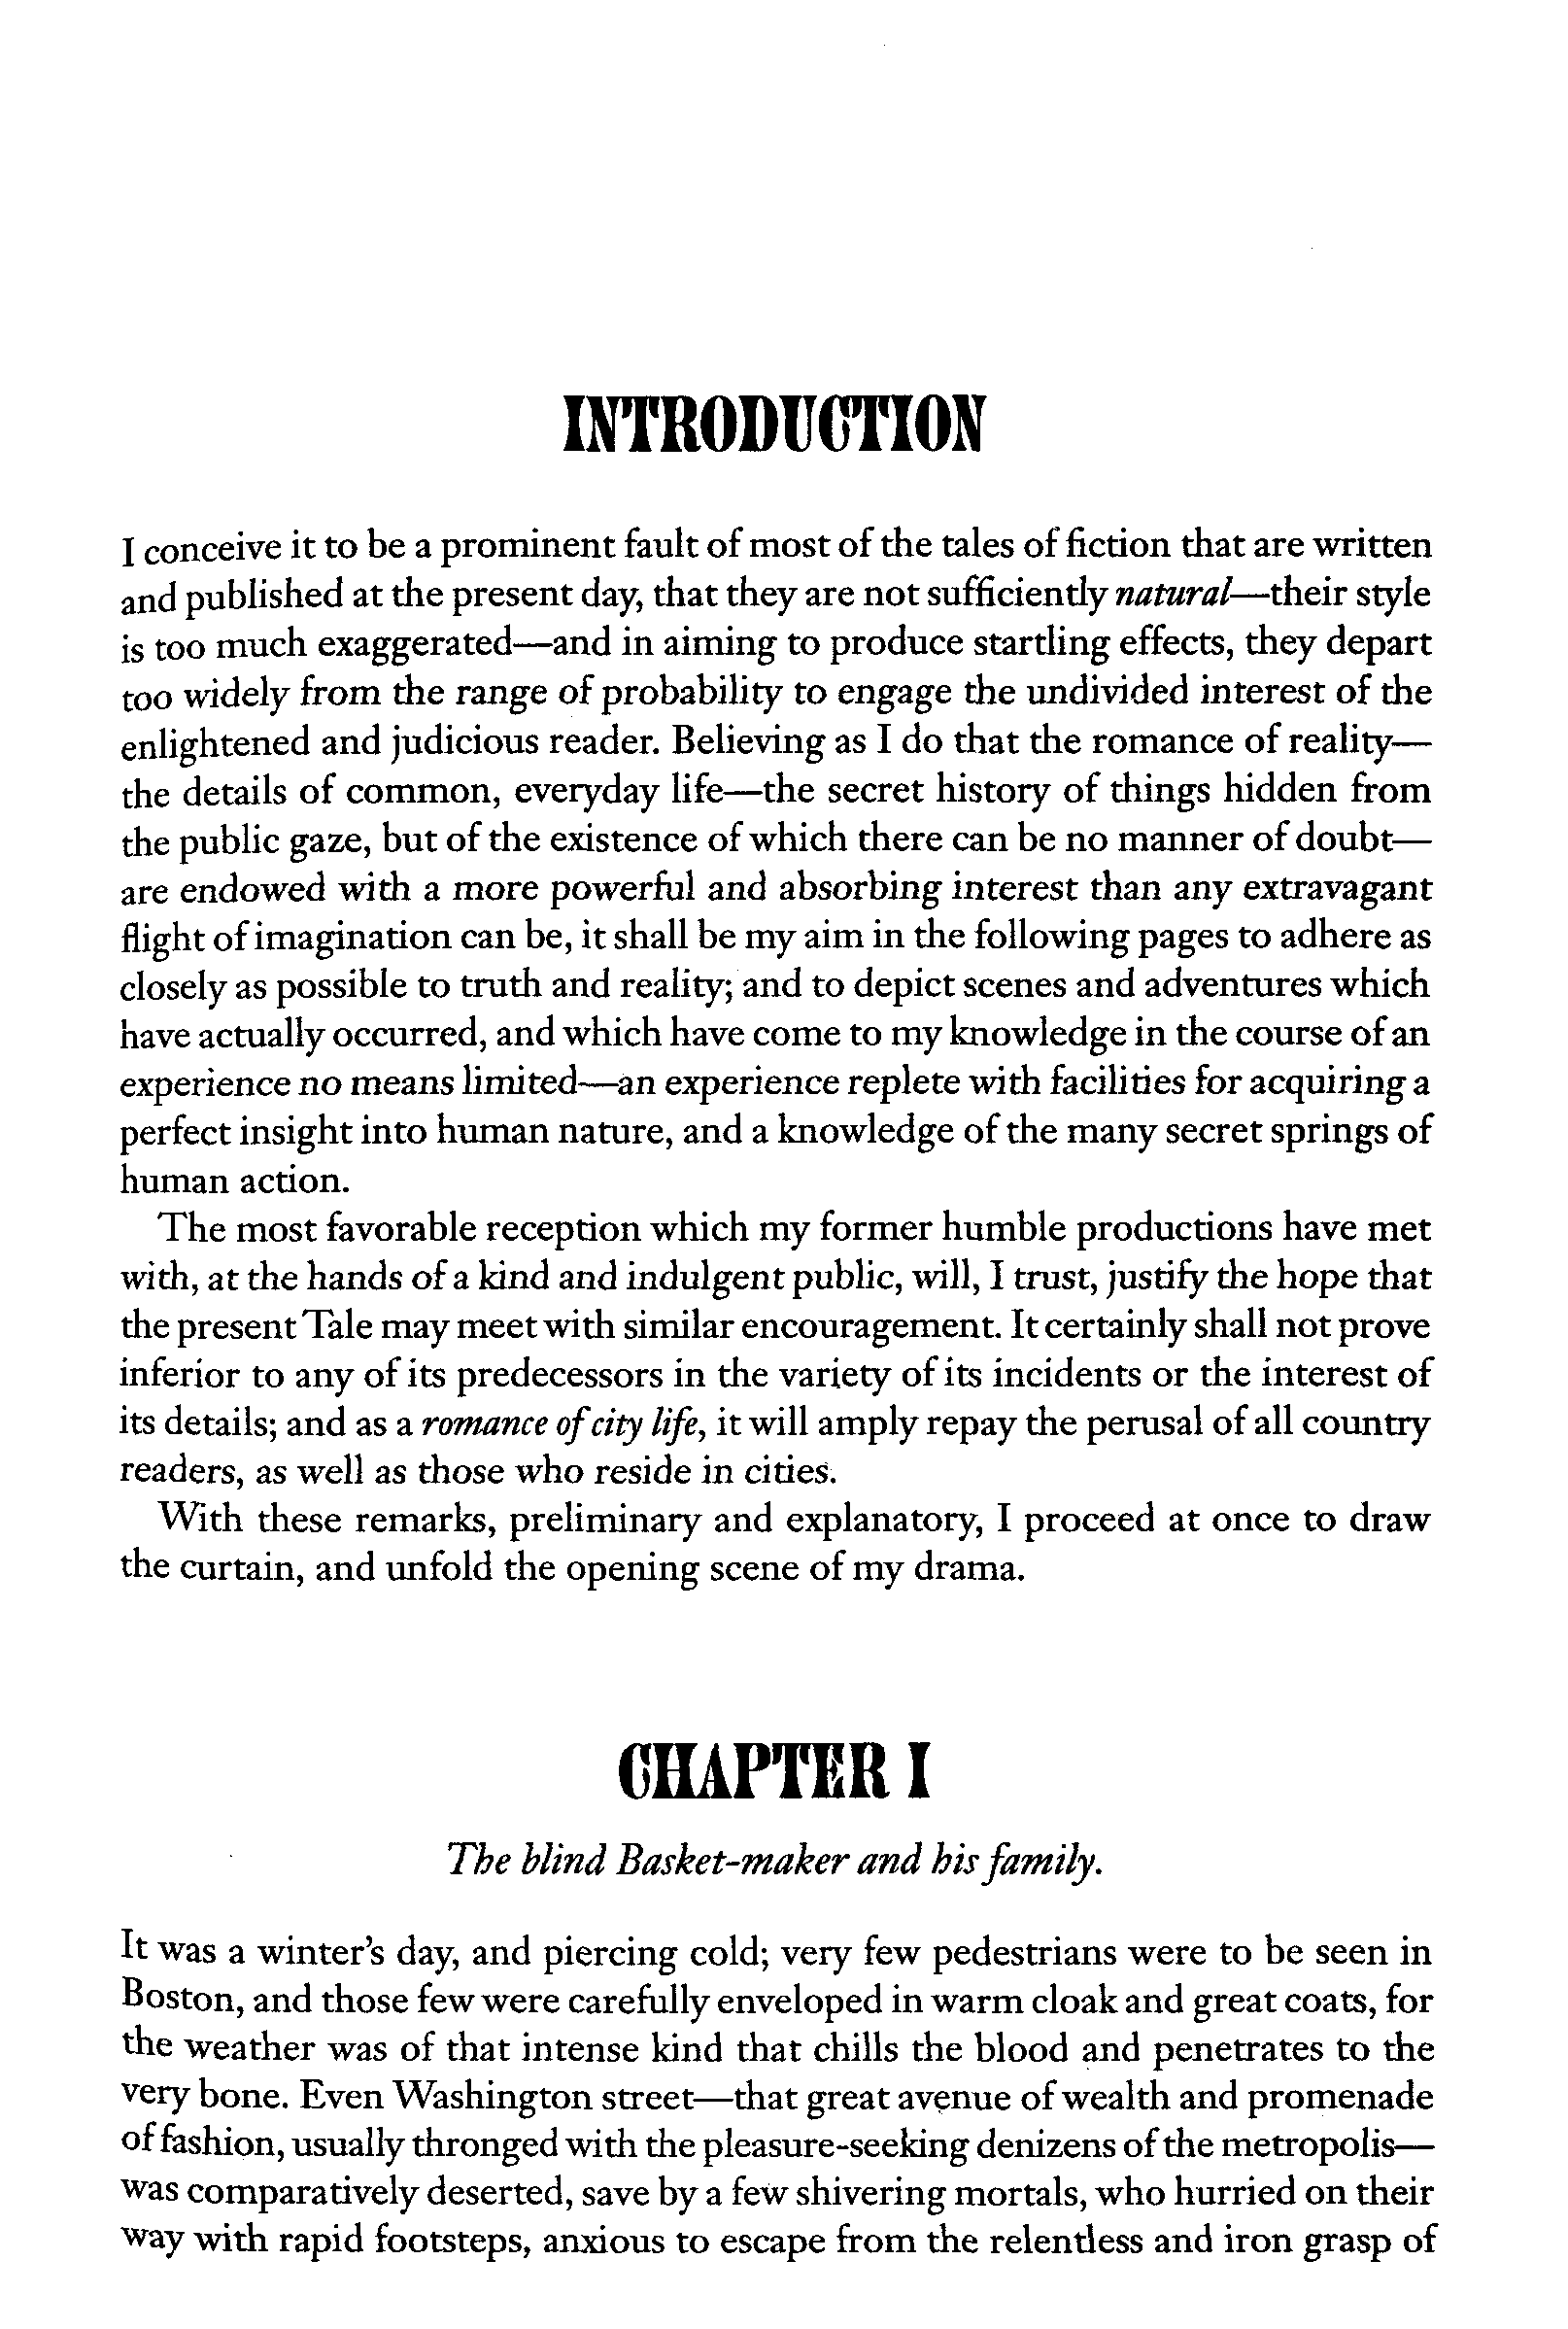 INTRODUCTION
I conceive it to be a prominent fault of most of the tales of fiction that are written
and published at the present day, that they are not sufficiently natural—their style
is too much exaggerated—and in aiming to produce startling effects, they depart
too widely from the range of probability to engage the undivided interest of the
enlightened and judicious reader. Believing as I do that the romance of reality—
the details of common, everyday life—the secret history of things hidden from
the public gaze, but of the existence of which there can be no manner of doubt—
are endowed with a more powerful and absorbing interest than any extravagant
flight of imagination can be, it shall be my aim in the following pages to adhere as
closely as possible to truth and reality; and to depict scenes and adventures which
have actually occurred, and which have come to my knowledge in the course of an
experience no means limited—an experience replete with facilities for acquiring a
perfect insight into human nature, and a knowledge of the many secret springs of
human action.
The most favorable reception which my former humble productions have met
with, at the hands of a kind and indulgent public, will, I trust, justify the hope that
the present Tale may meet with similar encouragement. It certainly shall not prove
inferior to any of its predecessors in the variety of its incidents or the interest of
its details; and as a romance of city life, it will amply repay the perusal of all country
readers, as well as those who reside in cities.
With these remarks, preliminary and explanatory, I proceed at once to draw
the curtain, and unfold the opening scene of my drama.
CHAPTER I
The blind Basket-maker and his family.
It was a winter's day, and piercing cold; very few pedestrians were to be seen in
Boston, and those few were carefully enveloped in warm cloak and great coats, for
the weather was of that intense kind that chills the blood and penetrates to the
very bone. Even Washington street—that great avenue of wealth and promenade
of fashion, usually thronged with the pleasure-seeking denizens of the metropolis—
was comparatively deserted, save by a few shivering mortals, who hurried on their
way with rapid footsteps, anxious to escape from the relentless and iron grasp of